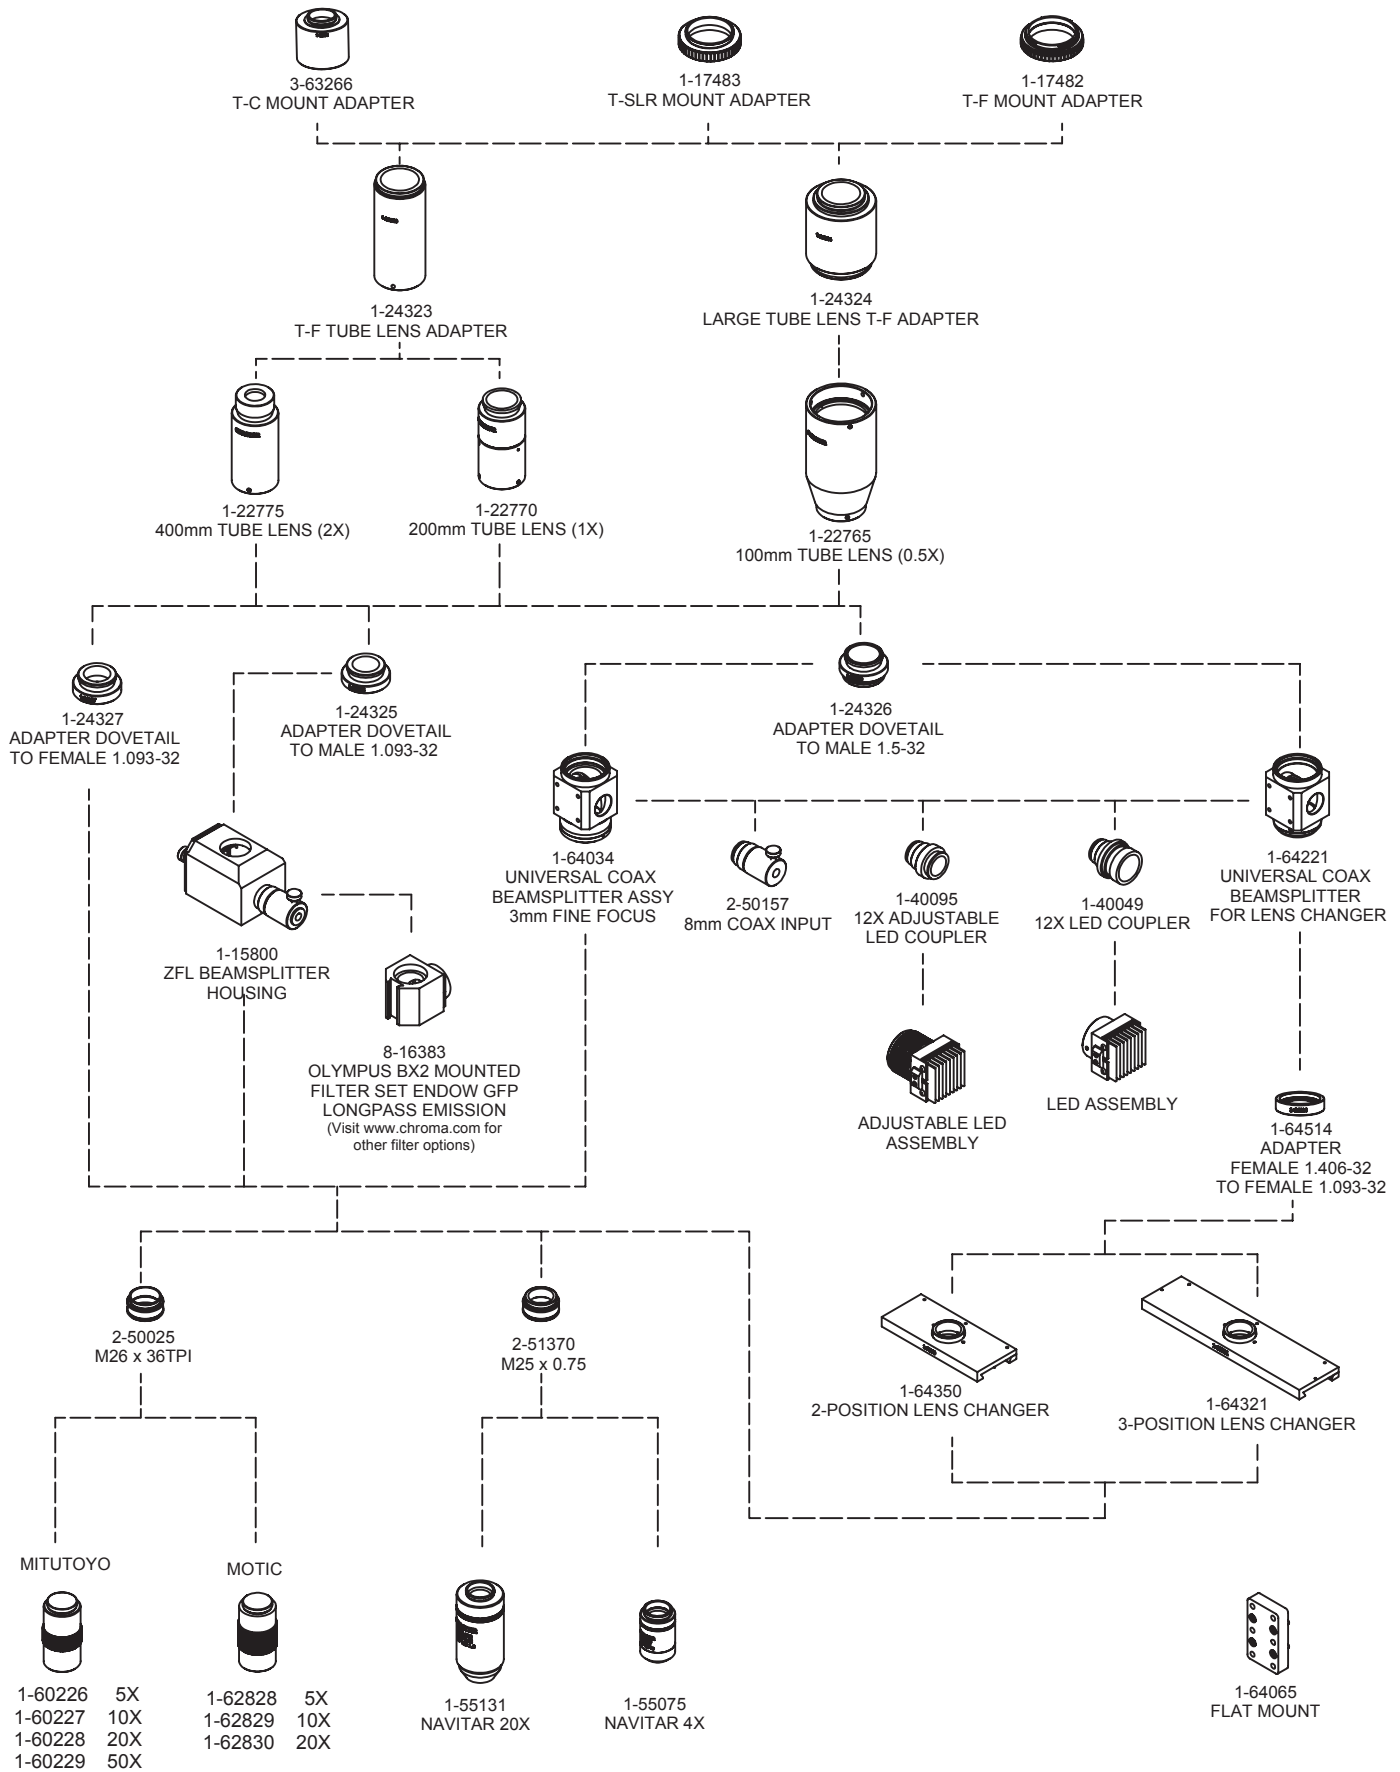 3-63266
T-C MOUNT ADAPTER
1-17483
T-SLR MOUNT ADAPTER
1-17482
T-F MOUNT ADAPTER
1-24323
T-F TUBE LENS ADAPTER
1-24324
LARGE TUBE LENS T-F ADAPTER
1-22775
400mm TUBE LENS (2X)
1-22770
200mm TUBE LENS (1X)
1-22765
100mm TUBE LENS (0.5X)
1-24327
ADAPTER DOVETAIL
TO FEMALE 1.093-32
1-24325
ADAPTER DOVETAIL
TO MALE 1.093-32
1-24326
ADAPTER DOVETAIL
TO MALE 1.5-32
1-64034
UNIVERSAL COAX
BEAMSPLITTER ASSY
3mm FINE FOCUS
2-50157
8mm COAX INPUT
1-40095
12X ADJUSTABLE
LED COUPLER
1-40049
12X LED COUPLER
1-64221
UNIVERSAL COAX
BEAMSPLITTER
FOR LENS CHANGER
1-15800
ZFL BEAMSPLITTER
HOUSING
8-16383
OLYMPUS BX2 MOUNTED
FILTER SET ENDOW GFP
LONGPASS EMISSION
(Visit www.chroma.com for
other filter options)
ADJUSTABLE LED
ASSEMBLY
LED ASSEMBLY
1-64514
ADAPTER
FEMALE 1.406-32
TO FEMALE 1.093-32
2-50025
M26 x 36TPI
2-51370
M25 x 0.75
1-64350
2-POSITION LENS CHANGER
1-64321
3-POSITION LENS CHANGER
MITUTOYO
1-60226 5X
1-60227 10X
1-60228 20X
1-60229 50X
MOTIC
1-62828 5X
1-62829 10X
1-62830 20X
1-55131
NAVITAR 20X
1-55075
NAVITAR 4X
1-64065
FLAT MOUNT